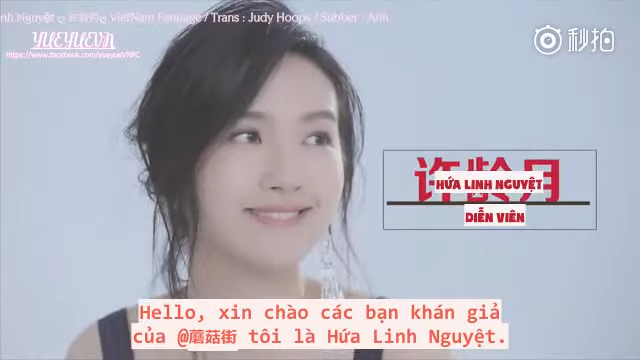 Nguyệt ღ 许龄月ღ VietNam Fanpage / Trans : Judy Hoops / Subber : Anh
YUEYUEVN
https://www.facebook.com/YueyueVNFC
秒拍
许龄月
HỨA LINH NGUYỆT
DIỄN VIÊN
Hello, xin chào các bạn khán giả
của @蘑菇街 tôi là Hứa Linh Nguyệt.